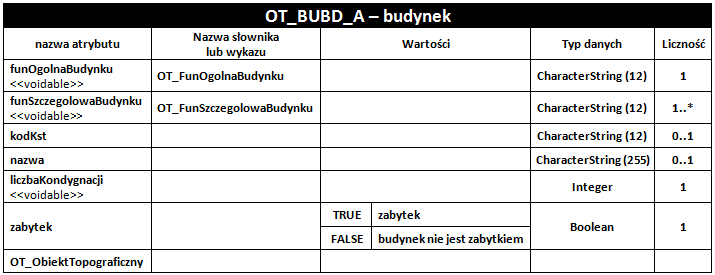 OT_BUBD_A – budynek
nazwa atrybutu Nazwa słownika lub wykazu Wartości Typ danych Liczność
funOgolnaBudynku
<<voidable>> OT_FunOgolnaBudynku CharacterString (12) 1
funSzczegolowaBudynku
<<voidable>> OT_FunSzczegolowaBudynku CharacterString (12) 1..*
kodKst CharacterString (12) 0..1
nazwa CharacterString (255) 0..1
liczbaKondygnacji
<<voidable>> Integer 1
zabytek TRUE zabytek Boolean 1
FALSE budynek nie jest zabytkiem
OT_ObiektTopograficzny